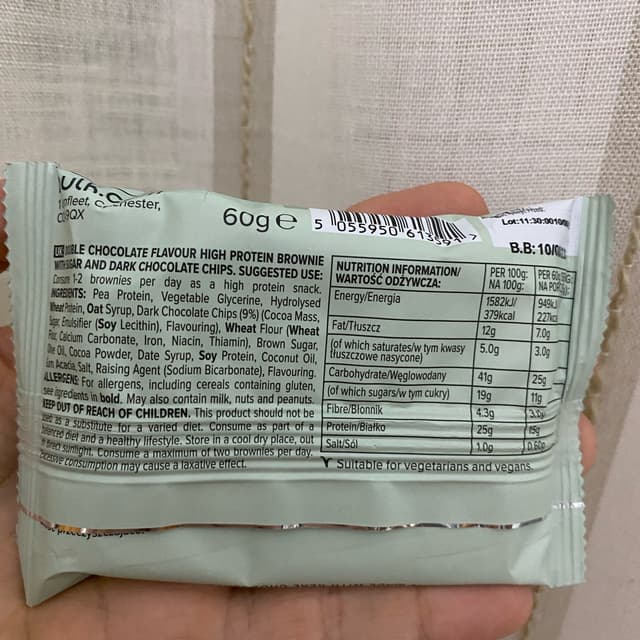 60g e
5 055950 613391 7
Lot:11:30:00
B.B: 10/
CHOCOLATE FLAVOUR HIGH PROTEIN BROWNIE
WITH SUGAR AND DARK CHOCOLATE CHIPS. SUGGESTED USE:
Consum 1-2 brownies per day as a high protein snack.
INGREDIENTS: Pea Protein, Vegetable Glycerine, Hydrolysed
Wheat Protein, Oat Syrup, Dark Chocolate Chips (9%) (Cocoa Mass,
Sugar, Emulsifier (Soy Lecithin), Flavouring), Wheat Flour (Wheat
Flour, Calcium Carbonate, Iron, Niacin, Thiamin), Brown Sugar,
Olive Oil, Cocoa Powder, Date Syrup, Soy Protein, Coconut Oil,
Gum Acacia, Salt, Raising Agent (Sodium Bicarbonate), Flavouring.
ALLERGENS: For allergens, including cereals containing gluten,
see ingredients in bold. May also contain milk, nuts and peanuts.
KEEP OUT OF REACH OF CHILDREN. This product should not be
used as a substitute for a varied diet. Consume as part of a
balanced diet and a healthy lifestyle. Store in a cool dry place, out
of direct sunlight. Consume a maximum of two brownies per day.
Excessive consumption may cause a laxative effect.
NUTRITION INFORMATION/ WARTOŚĆ ODŻYWCZA: PER 100g: NA 100g: PER 60g
Energy/Energia 1582kJ/ 379kcal 949kJ 227kcal
Fat/Tłuszcz 12g 7.0g
(of which saturates/w tym kwasy tłuszczowe nasycone) 5.0g 3.0g
Carbohydrate/Węglowodany 41g 25g
(of which sugars/w tym cukry) 19g 11g
Fibre/Błonnik 4.3g
Protein/Białko 25g 15g
Salt/Sól 1.0g 0.60g
Suitable for vegetarians and vegans.